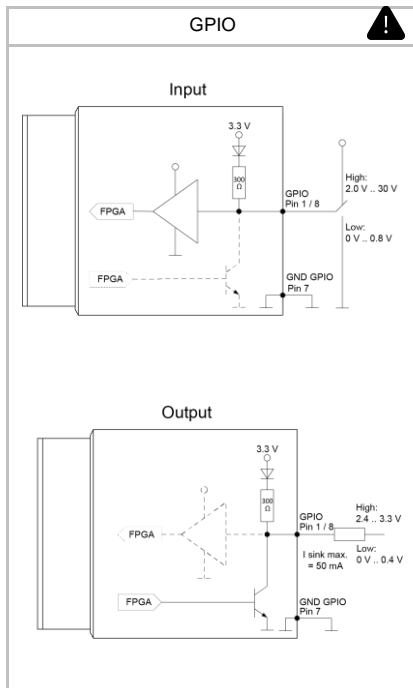 GPIO
Input
3.3 V
300
Ω
GPIO
Pin 1 / 8
High:
2.0 V .. 30 V
Low:
0 V .. 0.8 V
FPGA
FPGA
GND GPIO
Pin 7
Output
3.3 V
300
Ω
GPIO
Pin 1 / 8
High:
2.4 .. 3.3 V
Low:
0 V .. 0.4 V
I sink max.
= 50 mA
FPGA
FPGA
GND GPIO
Pin 7